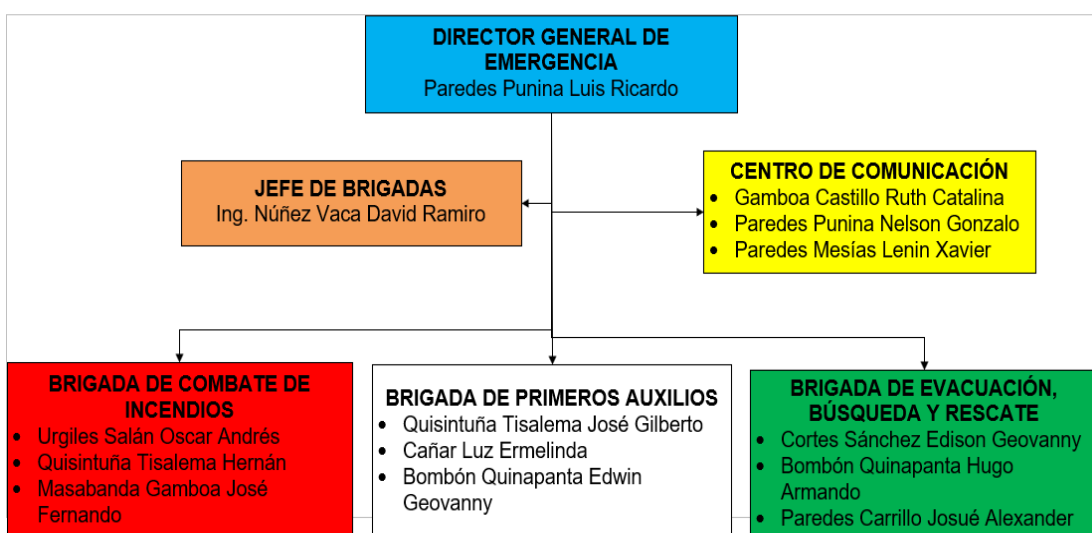 DIRECTOR GENERAL DE
EMERGENCIA
Paredes Punina Luis Ricardo
JEFE DE BRIGADAS
Ing. Núñez Vaca David Ramiro
CENTRO DE COMUNICACIÓN
• Gamboa Castillo Ruth Catalina
• Paredes Punina Nelson Gonzalo
• Paredes Mesías Lenin Xavier
BRIGADA DE COMBATE DE
INCENDIOS
• Urgiles Salán Oscar Andrés
• Quisintuña Tisalema Hernán
• Masabanda Gamboa José
Fernando
BRIGADA DE PRIMEROS AUXILIOS
• Quisintuña Tisalema José Gilberto
• Cañar Luz Ermelinda
• Bombón Quinapanta Edwin
Geovanny
BRIGADA DE EVACUACIÓN,
BÚSQUEDA Y RESCATE
• Cortes Sánchez Edison Geovanny
• Bombón Quinapanta Hugo
Armando
• Paredes Carrillo Josué Alexander